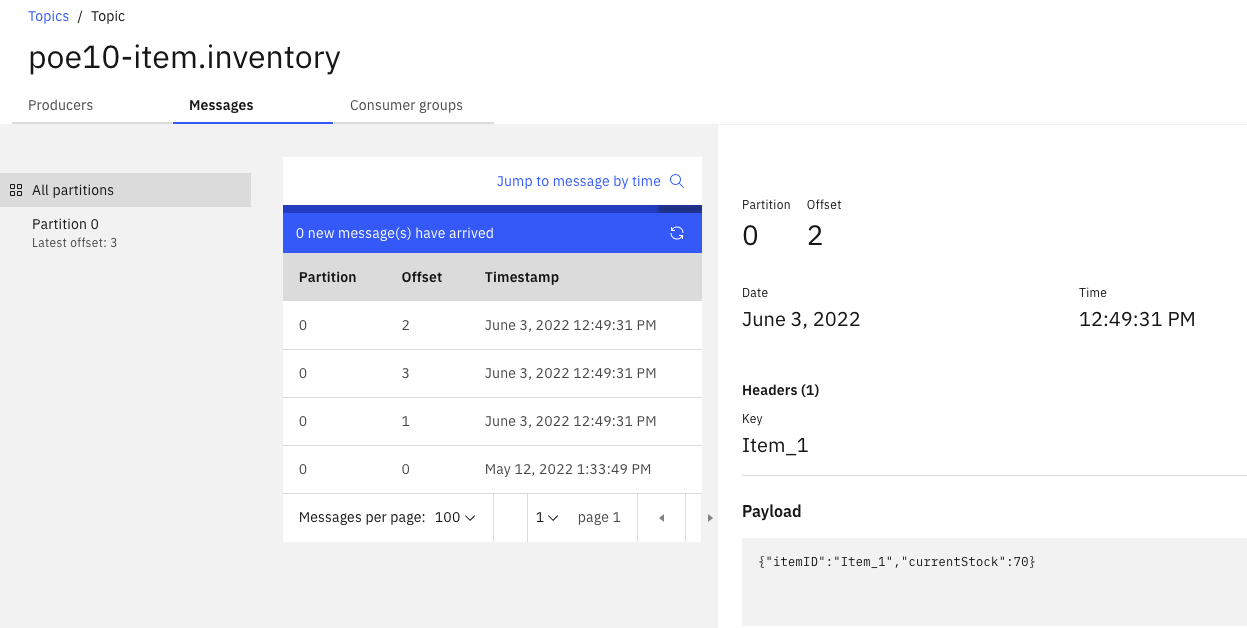 Topics / Topic
poe10-item.inventory
Producers Messages Consumer groups
All partitions
Partition 0
Latest offset: 3
Jump to message by time
0 new message(s) have arrived
Partition Offset Timestamp
0 2 June 3, 2022 12:49:31 PM
0 3 June 3, 2022 12:49:31 PM
0 1 June 3, 2022 12:49:31 PM
0 0 May 12, 2022 1:33:49 PM
Messages per page: 100 1 page 1
Partition Offset
0 2
Date Time
June 3, 2022 12:49:31 PM
Headers (1)
Key
Item_1
Payload
{"itemID":"Item_1","currentStock":70}